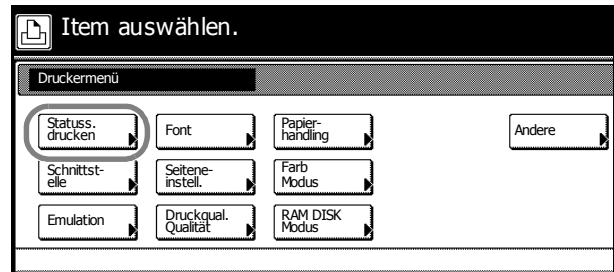 Item auswählen.
Druckermenü
Statuss.
drucken
Font
Papier-
handling
Andere
Schnittst-
elle
Seitene-
instell.
Farb
Modus
Emulation
Druckqual.
Qualität
RAM DISK
Modus